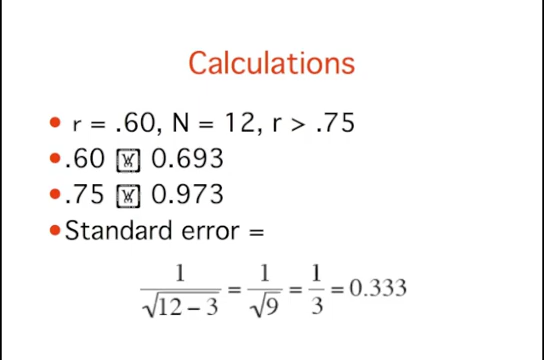 Calculations
• r = .60, N = 12, r > .75
• .60 0.693
• .75 0.973
• Standard error =
1/√(12 − 3) = 1/√9 = 1/3 = 0.333